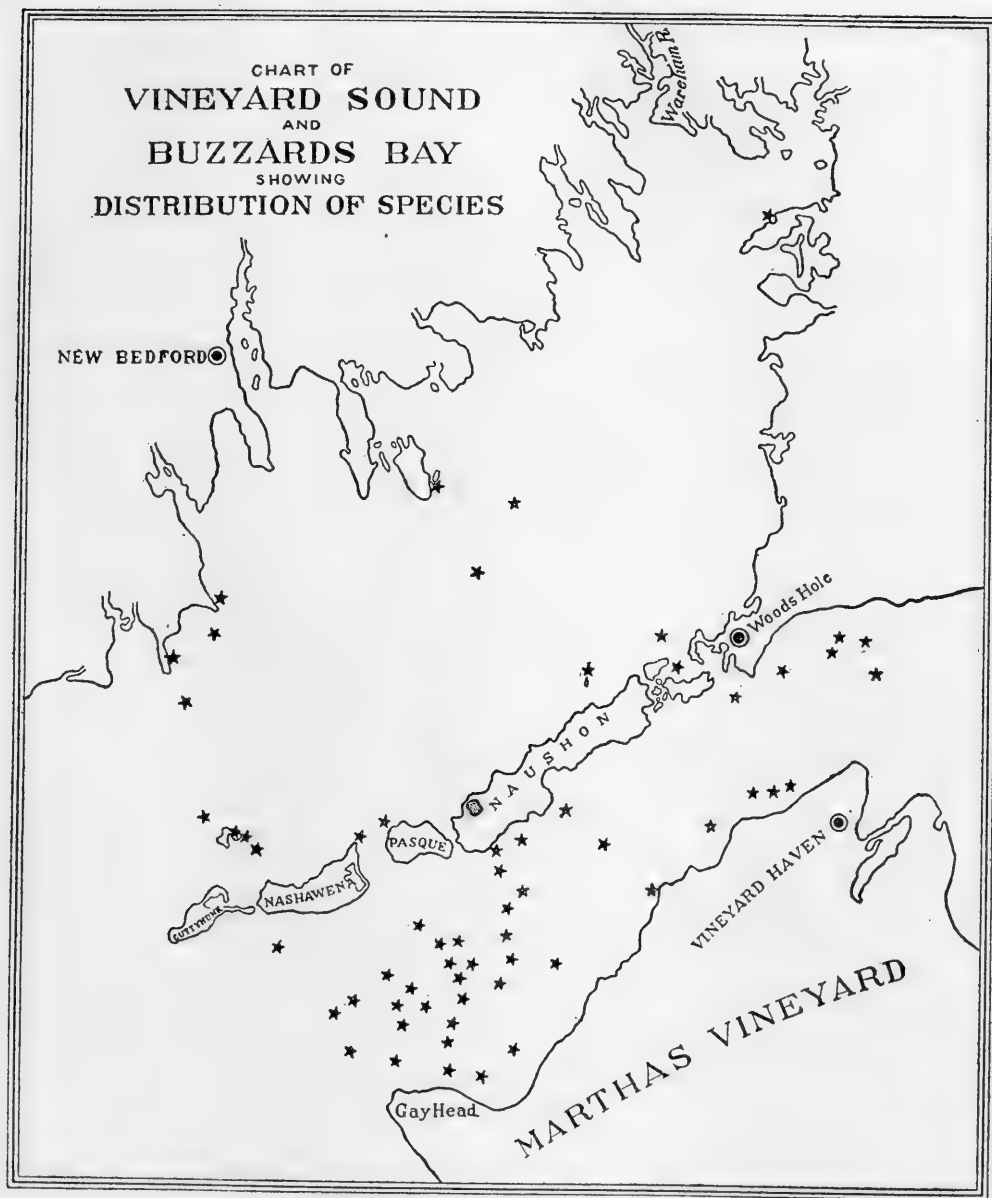 CHART OF
VINEYARD SOUND
AND
BUZZARDS BAY
SHOWING
DISTRIBUTION OF SPECIES
Wareham R.
NEW BEDFORD
Woods Hole
NAUSHON
PASQUE
NASHAWENA
CUTTYHUNK
VINEYARD HAVEN
MARTHAS VINEYARD
Gay Head